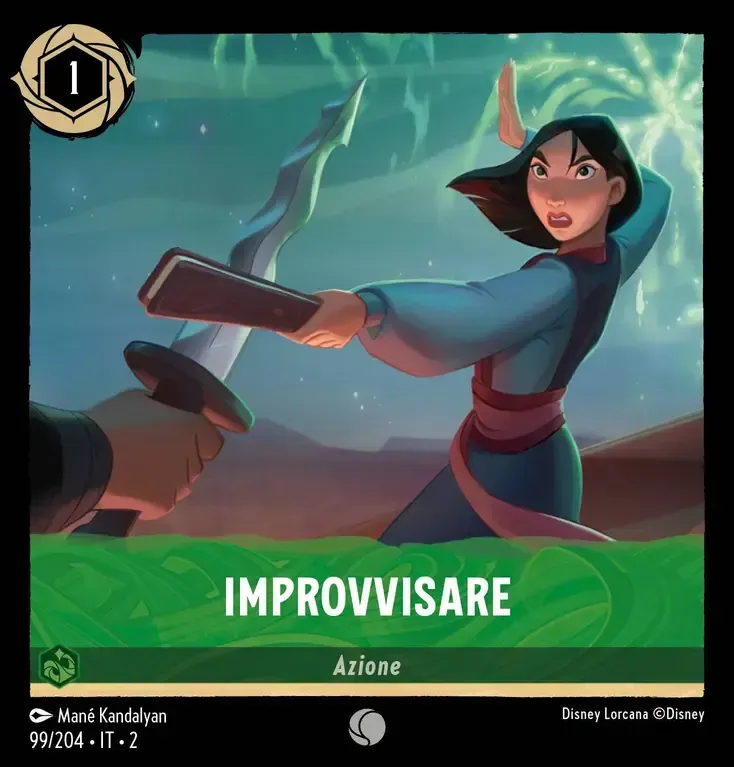 1
IMPROVVISARE
Azione
Mané Kandalyan
Disney Lorcana ©Disney
99/204 • IT • 2